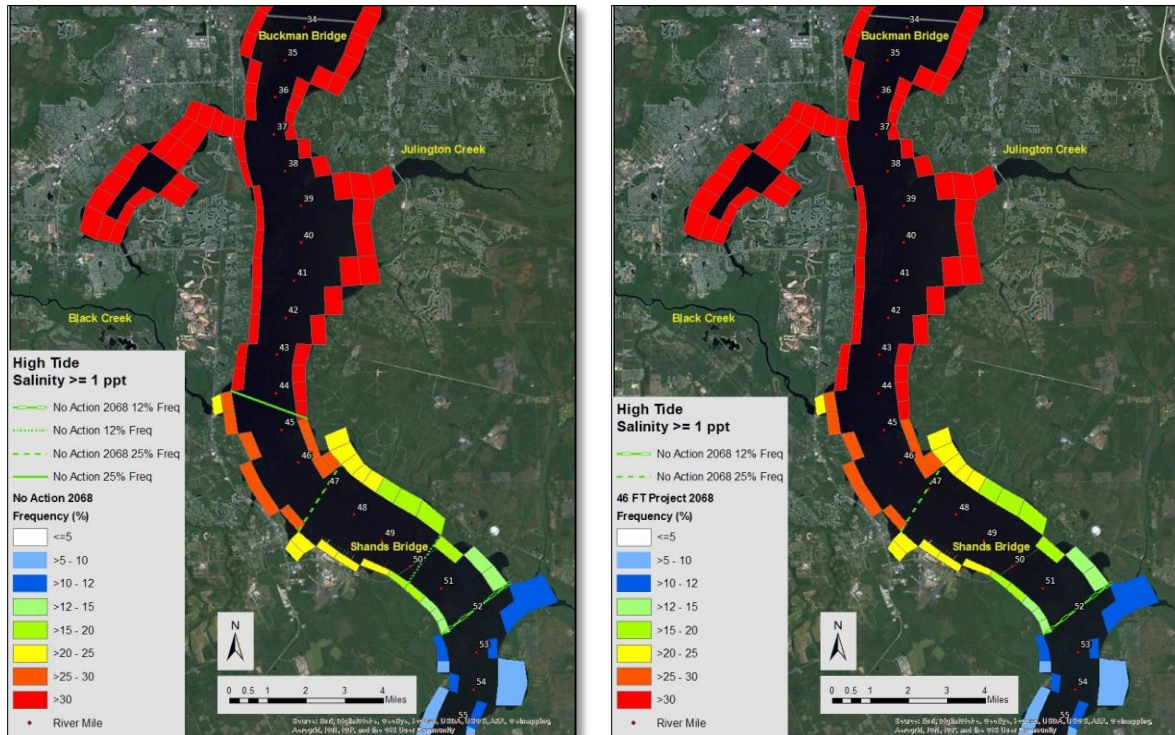 34
Buckman Bridge
35
36
37
Julington Creek
38
39
40
41
42
Black Creek
43
44
45
46
47
48
49
Shands Bridge
50
51
52
53
54
55
High Tide
Salinity >= 1 ppt
No Action 2068 12% Freq
No Action 12% Freq
No Action 2068 25% Freq
No Action 25% Freq
No Action 2068
Frequency (%)
<=5
>5 - 10
>10 - 12
>12 - 15
>15 - 20
>20 - 25
>25 - 30
>30
River Mile
N
0 0.5 1 2 3 4
Miles
34
Buckman Bridge
35
36
37
Julington Creek
38
39
40
41
42
Black Creek
43
44
45
46
47
48
49
Shands Bridge
50
51
52
53
54
55
High Tide
Salinity >= 1 ppt
No Action 2068 12% Freq
No Action 2068 25% Freq
46 FT Project 2068
Frequency (%)
<=5
>5 - 10
>10 - 12
>12 - 15
>15 - 20
>20 - 25
>25 - 30
>30
River Mile
N
0 0.5 1 2 3 4
Miles